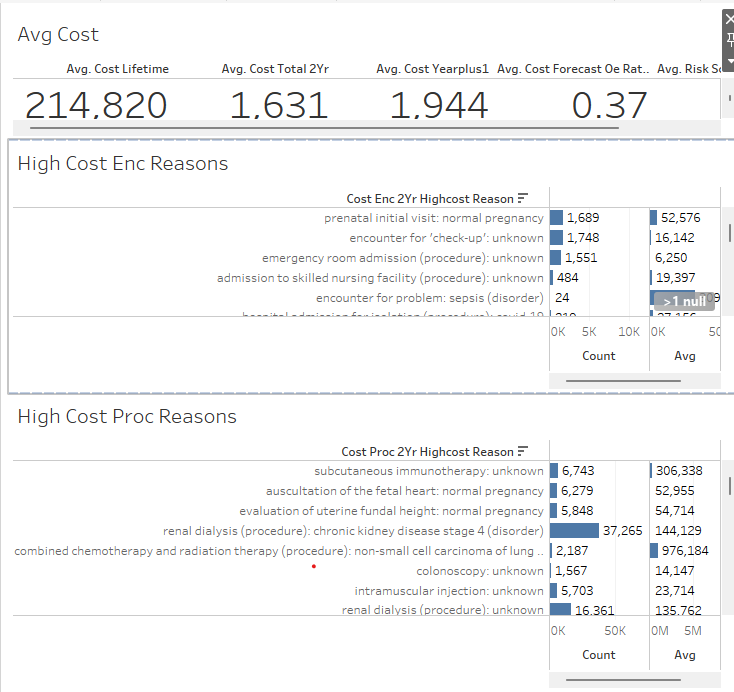 Avg Cost
Avg. Cost Lifetime Avg. Cost Total 2Yr Avg. Cost Yearplus1 Avg. Cost Forecast Oe Rat.. Avg. Risk
214,820 1,631 1,944 0.37
High Cost Enc Reasons
Cost Enc 2Yr Highcost Reason
prenatal initial visit: normal pregnancy 1,689 52,576
encounter for 'check-up': unknown 1,748 16,142
emergency room admission (procedure): unknown 1,551 6,250
admission to skilled nursing facility (procedure): unknown 484 19,397
encounter for problem: sepsis (disorder) 24
>1 null
hospital admission for isolation (procedure): covid-19
0K 5K 10K 0K
Count Avg
High Cost Proc Reasons
Cost Proc 2Yr Highcost Reason
subcutaneous immunotherapy: unknown 6,743 306,338
auscultation of the fetal heart: normal pregnancy 6,279 52,955
evaluation of uterine fundal height: normal pregnancy 5,848 54,714
renal dialysis (procedure): chronic kidney disease stage 4 (disorder) 37,265 144,129
combined chemotherapy and radiation therapy (procedure): non-small cell carcinoma of lung .. 2,187 976,184
colonoscopy: unknown 1,567 14,147
intramuscular injection: unknown 5,703 23,714
renal dialysis (procedure): unknown 16,361 135,762
0K 50K 0M 5M
Count Avg